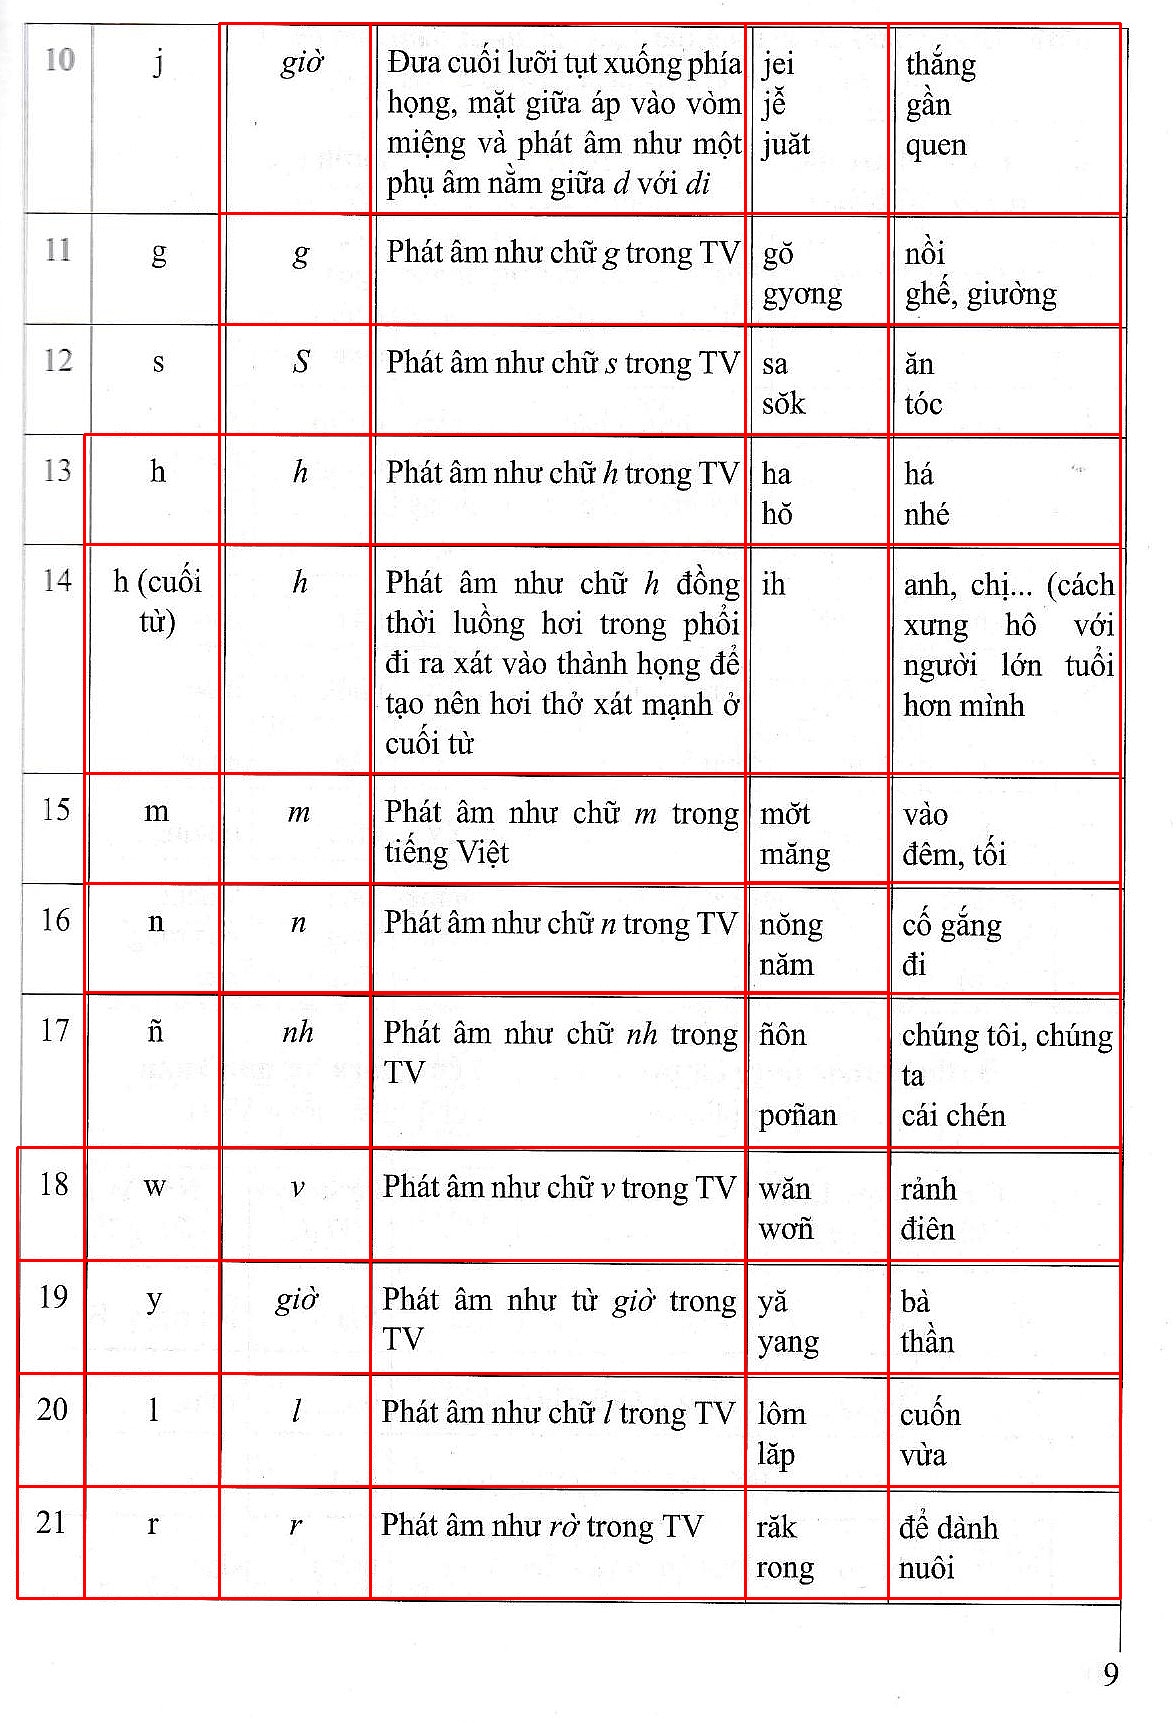 10 j giờ Đưa cuối lưỡi tụt xuống phía jei thắng
họng, mặt giữa áp vào vòm jễ gần
miệng và phát âm như một juăt quen
phụ âm nằm giữa d với di
11 g g Phát âm như chữ g trong TV gŏ nồi
gyơng ghế, giường
12 s S Phát âm như chữ s trong TV sa ăn
sŏk tóc
13 h h Phát âm như chữ h trong TV ha há
hŏ nhé
14 h (cuối h Phát âm như chữ h đồng ih anh, chị... (cách
từ) thời luồng hơi trong phổi xưng hô với
đi ra xát vào thành họng để người lớn tuổi
tạo nên hơi thở xát mạnh ở hơn mình
cuối từ
15 m m Phát âm như chữ m trong mơ̆t vào
tiếng Việt măng đêm, tối
16 n n Phát âm như chữ n trong TV nŏng cố gắng
năm đi
17 ñ nh Phát âm như chữ nh trong ñôn chúng tôi, chúng
TV ta
pơñan cái chén
18 w v Phát âm như chữ v trong TV wăn rảnh
wơñ điên
19 y giờ Phát âm như từ giờ trong yă bà
TV yang thần
20 l l Phát âm như chữ l trong TV lôm cuốn
lăp vừa
21 r r Phát âm như rờ trong TV răk để dành
rong nuôi
9